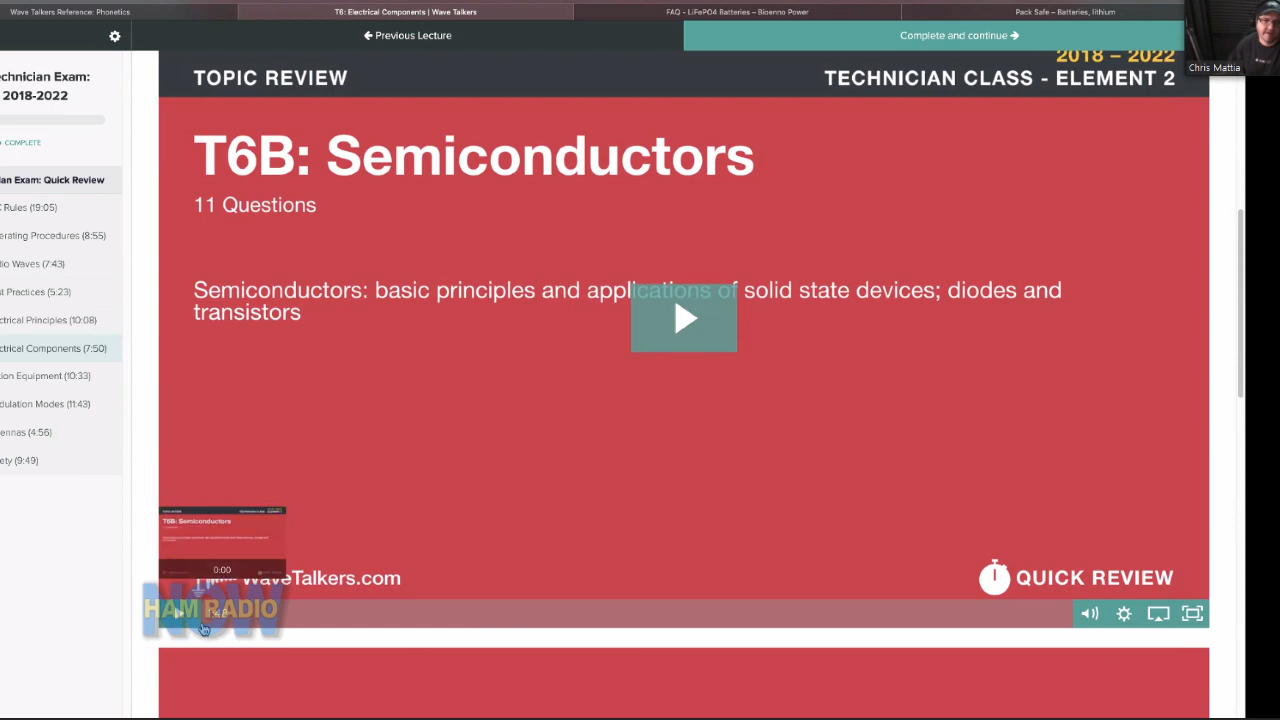 Wave Talkers Reference: Phonetics
T6: Electrical Components | Wave Talkers
FAQ - LiFePO4 Batteries – Bioenno Power
Pack Safe – Batteries, lithium
Previous Lecture
Complete and continue
Chris Mattia
echnician Exam:
2018-2022
COMPLETE
ian Exam: Quick Review
C Rules (19:05)
erating Procedures (8:55)
dio Waves (7:43)
st Practices (5:23)
ctrical Principles (10:08)
ctrical Components (7:50)
tion Equipment (10:33)
dulation Modes (11:43)
ennas (4:56)
ety (9:49)
2018 – 2022
TOPIC REVIEW
TECHNICIAN CLASS - ELEMENT 2
T6B: Semiconductors
11 Questions
Semiconductors: basic principles and applications of solid state devices; diodes and
transistors
T6B: Semiconductors
0:00
WaveTalkers.com
QUICK REVIEW
HAM RADIO
NOW